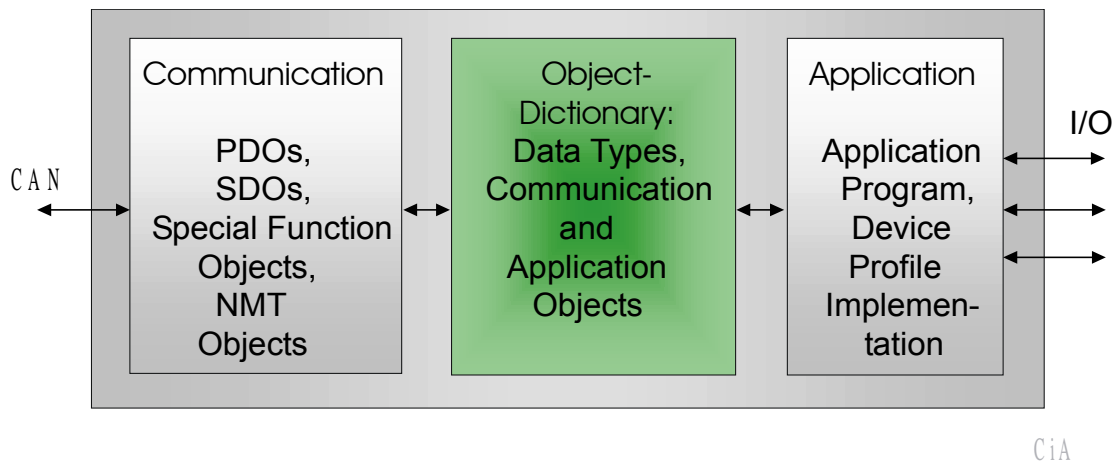 CAN
Communication
PDOs,
SDOs,
Special Function
Objects,
NMT
Objects
Object-
Dictionary:
Data Types,
Communication
and
Application
Objects
Application
Application
Program,
Device
Profile
Implemen-
tation
I/O
CiA